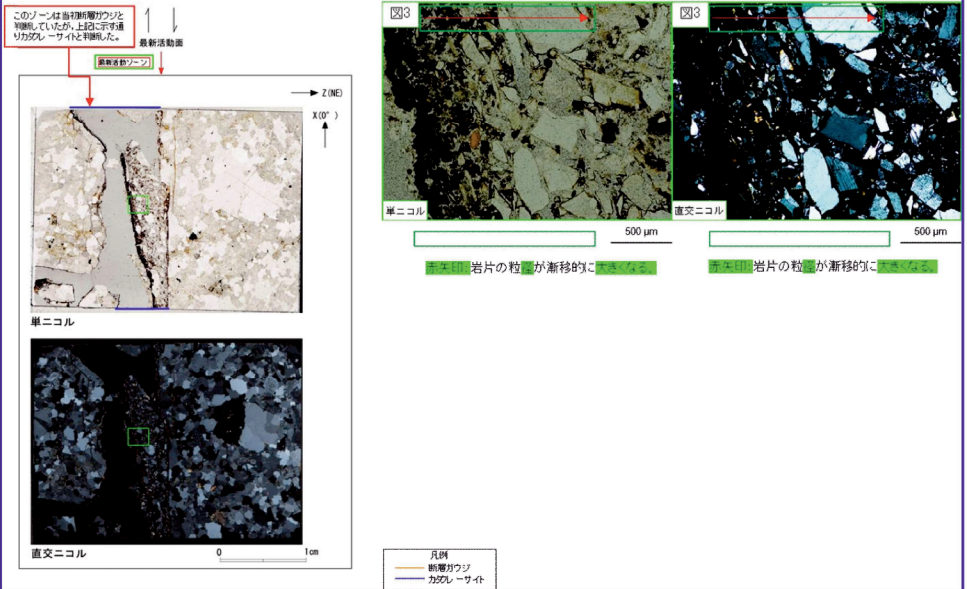 このゾーンは当初断層ガウジと
判断していたが、上記に示す通
りカタクレーサイトと判断した。
最新活動面
最新活動ゾーン
Z(NE)
X(0°)
単ニコル
直交ニコル
0 1cm
図3
単ニコル
500 μm
赤矢印:岩片の粒径が漸移的に大きくなる。
図3
直交ニコル
500 μm
赤矢印:岩片の粒径が漸移的に大きくなる。
凡例
断層ガウジ
カタクレーサイト